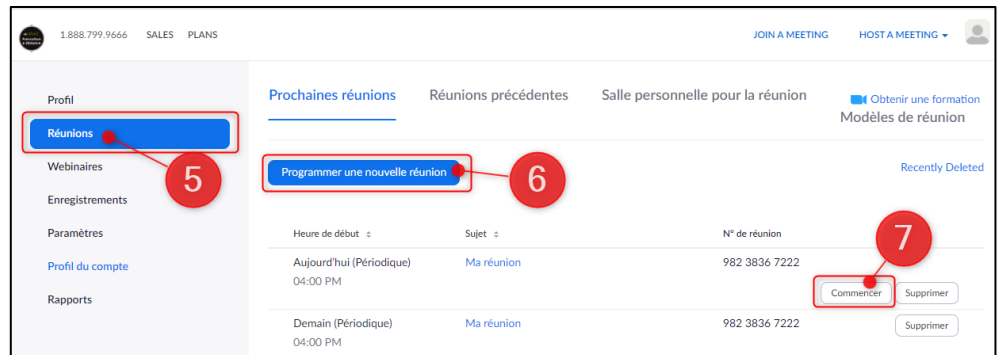 1.888.799.9666 SALES PLANS JOIN A MEETING HOST A MEETING
Profil
Réunions
Webinaires
Enregistrements
Paramètres
Profil du compte
Rapports
5
Prochaines réunions Réunions précédentes Salle personnelle pour la réunion
Obtenir une formation
Modèles de réunion
Programmer une nouvelle réunion
6
Recently Deleted
Heure de début Sujet N° de réunion
7
Aujourd'hui (Périodique) Ma réunion 982 3836 7222
04:00 PM
Commencer Supprimer
Demain (Périodique) Ma réunion 982 3836 7222
Supprimer
04:00 PM